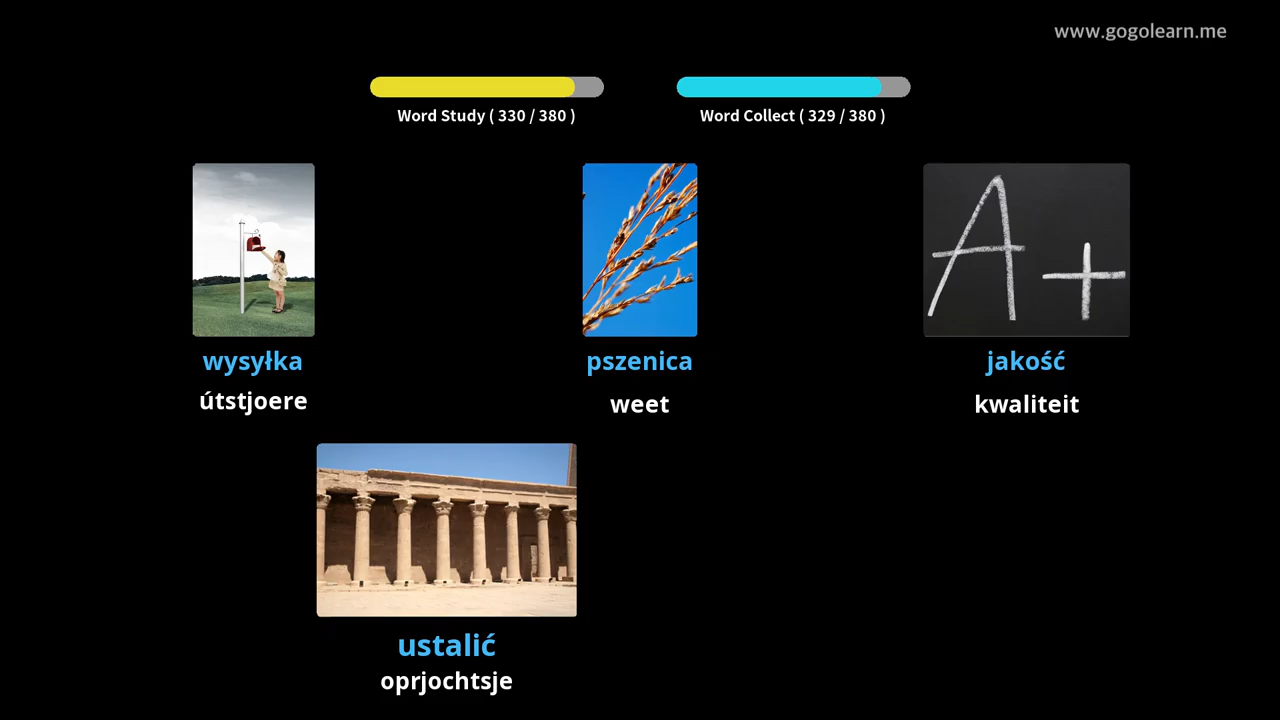 www.gogolearn.me
Word Study ( 330 / 380 )
Word Collect ( 329 / 380 )
A+
wysyłka
pszenica
jakość
útstjoere
weet
kwaliteit
ustalić
oprjochtsje